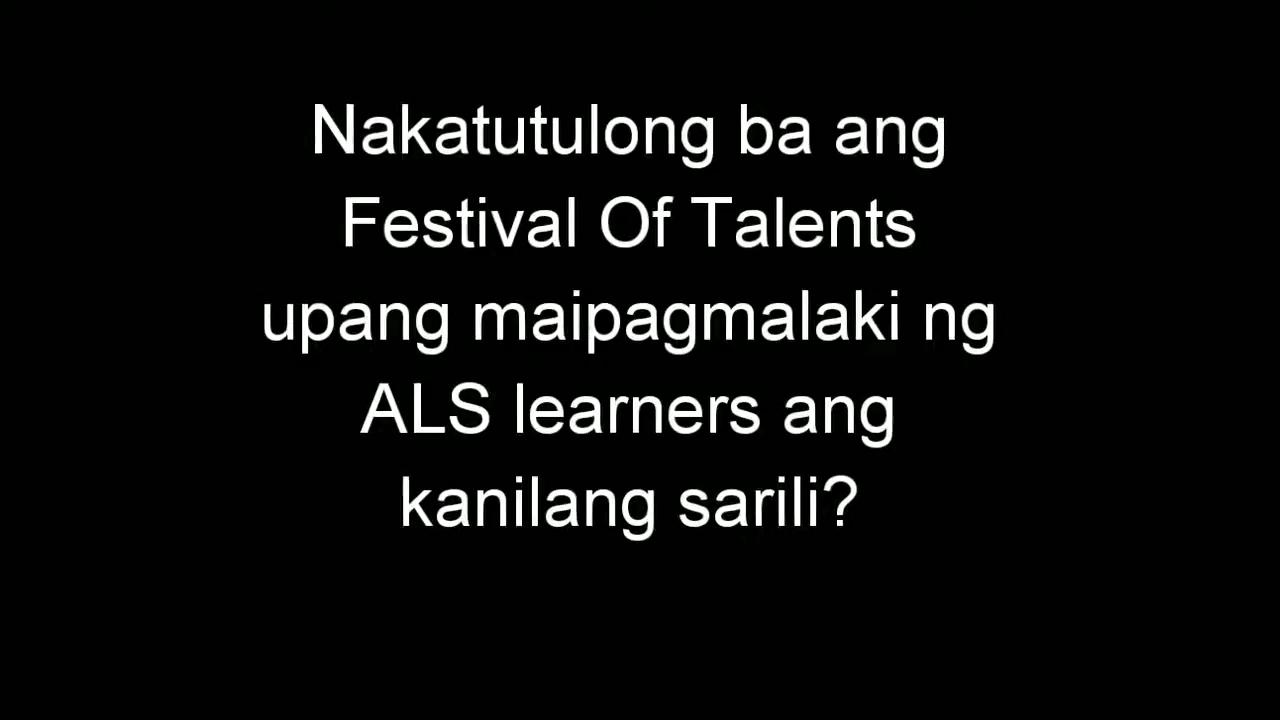 Nakatutulong ba ang
Festival Of Talents
upang maipagmalaki ng
ALS learners ang
kanilang sarili?